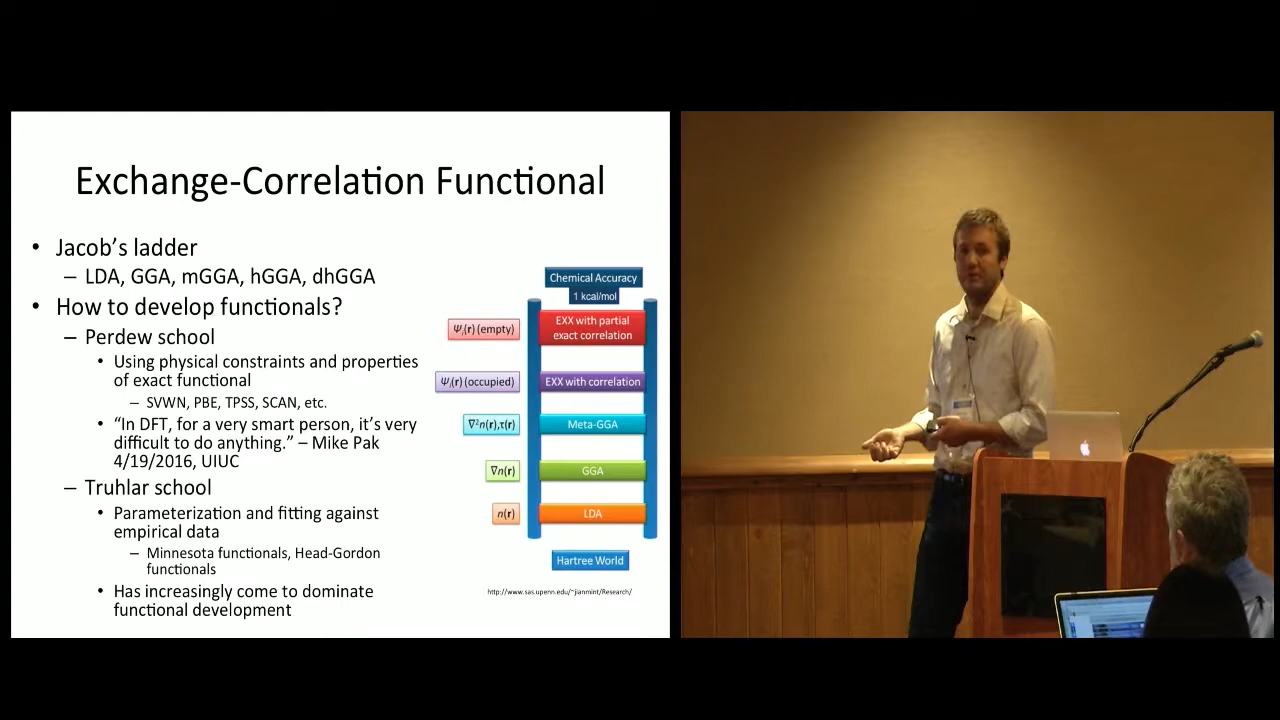 Exchange-Correlation Functional
• Jacob's ladder
– LDA, GGA, mGGA, hGGA, dhGGA
• How to develop functionals?
– Perdew school
• Using physical constraints and properties
of exact functional
– SVWN, PBE, TPSS, SCAN, etc.
• “In DFT, for a very smart person, it's very
difficult to do anything.” – Mike Pak
4/19/2016, UIUC
– Truhlar school
• Parameterization and fitting against
empirical data
– Minnesota functionals, Head-Gordon
functionals
• Has increasingly come to dominate
functional development
Chemical Accuracy
1 kcal/mol
Ψᵢ(r) (empty)
EXX with partial
exact correlation
Ψᵢ(r) (occupied)
EXX with correlation
∇²n(r),τ(r)
Meta-GGA
∇n(r)
GGA
n(r)
LDA
Hartree World
http://www.sas.upenn.edu/~jianmint/Research/